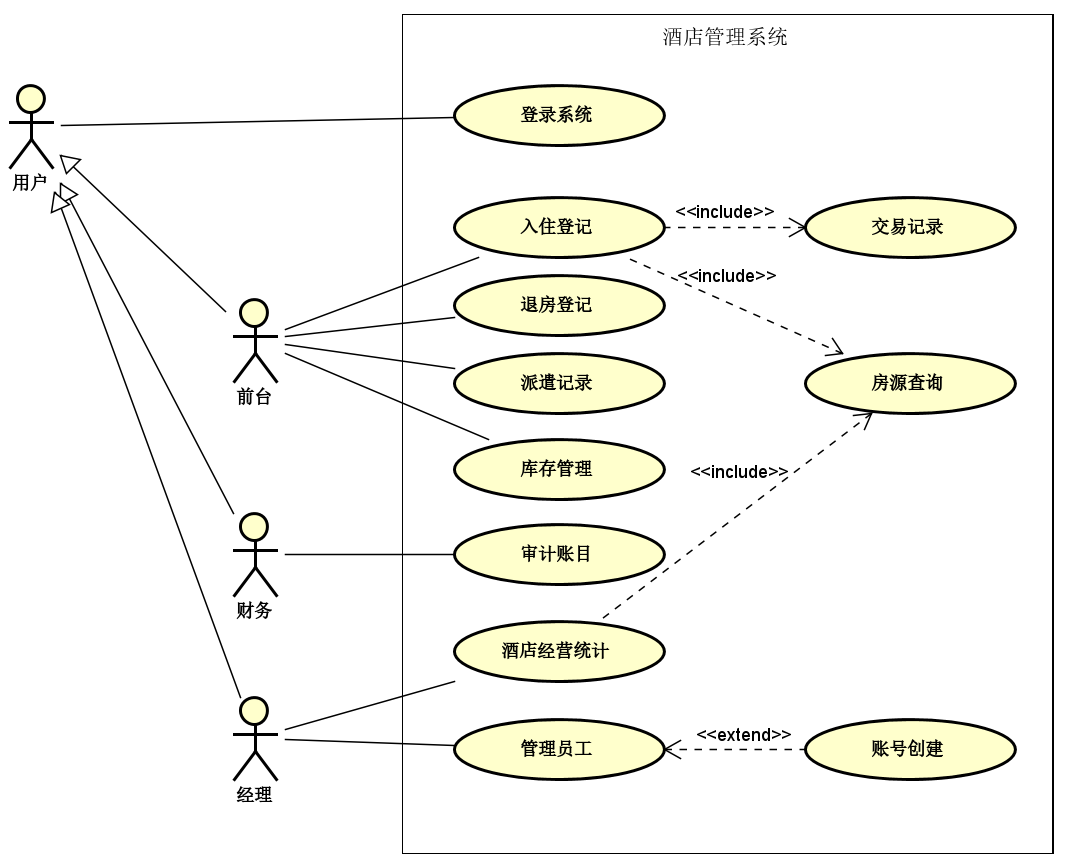 酒店管理系统
登录系统
用户
入住登记
<<include>>
交易记录
<<include>>
退房登记
前台
派遣记录
房源查询
库存管理
<<include>>
审计账目
财务
酒店经营统计
<<extend>>
管理员工
账号创建
经理